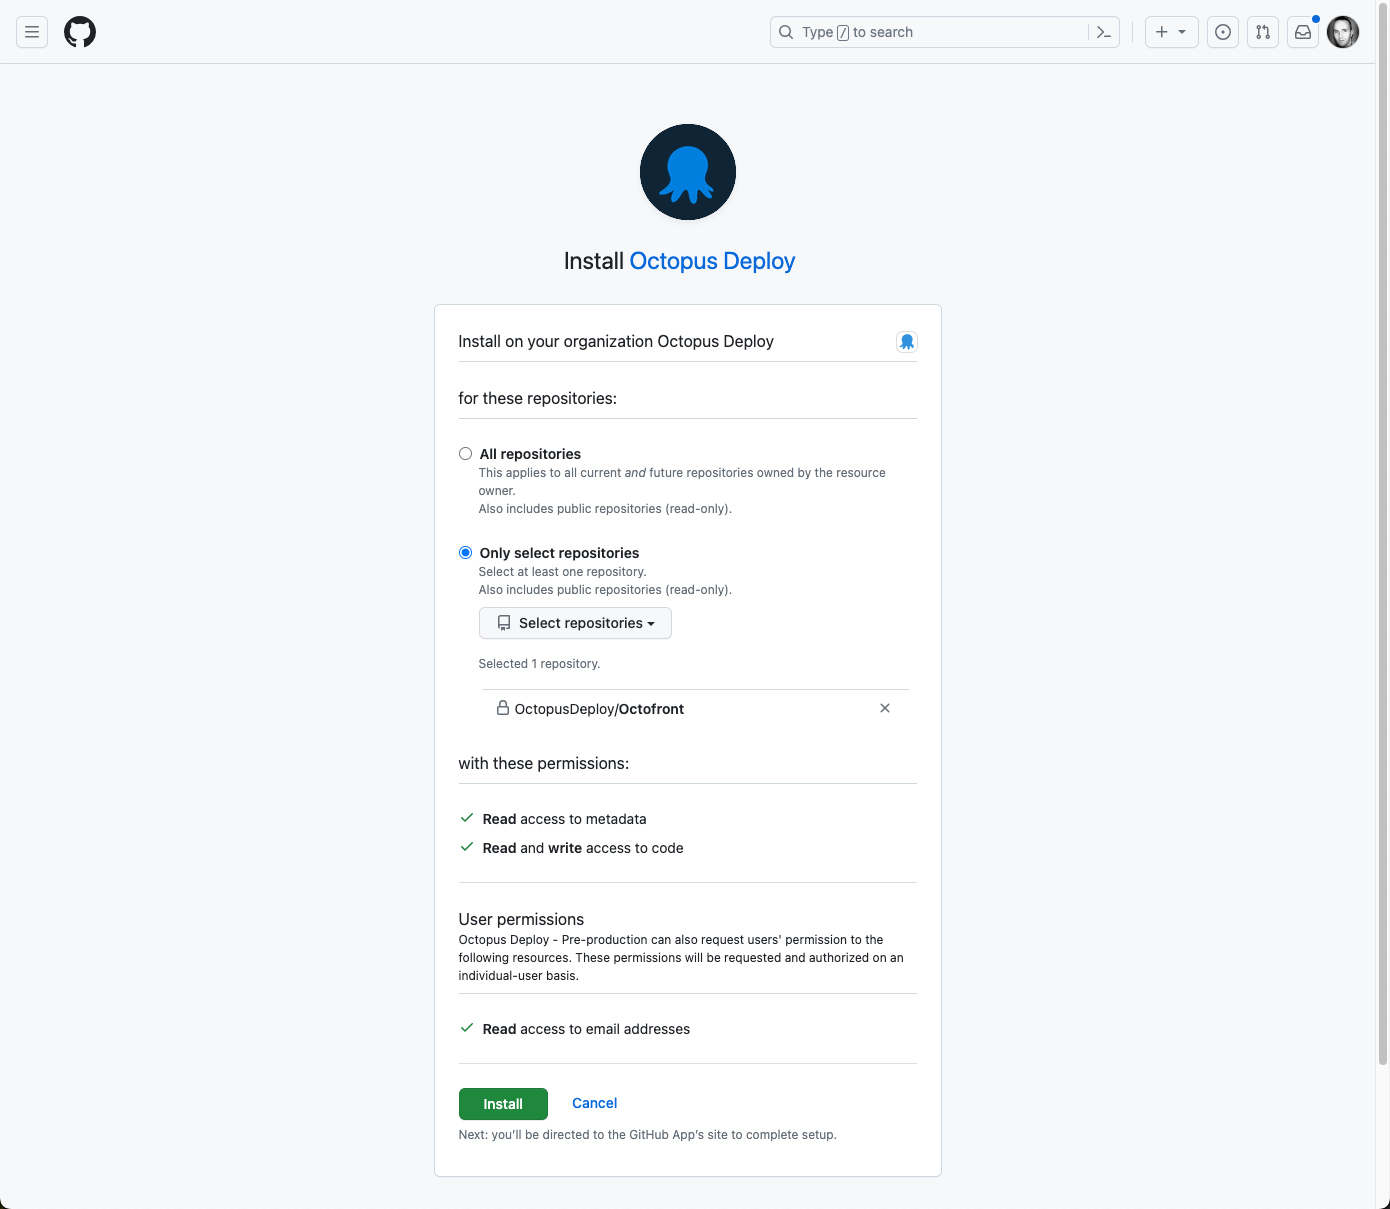 Type / to search
Install Octopus Deploy
Install on your organization Octopus Deploy
for these repositories:
All repositories
This applies to all current and future repositories owned by the resource
owner.
Also includes public repositories (read-only).
Only select repositories
Select at least one repository.
Also includes public repositories (read-only).
Select repositories
Selected 1 repository.
OctopusDeploy/Octofront
with these permissions:
Read access to metadata
Read and write access to code
User permissions
Octopus Deploy - Pre-production can also request users' permission to the
following resources. These permissions will be requested and authorized on an
individual-user basis.
Read access to email addresses
Install Cancel
Next: you’ll be directed to the GitHub App’s site to complete setup.